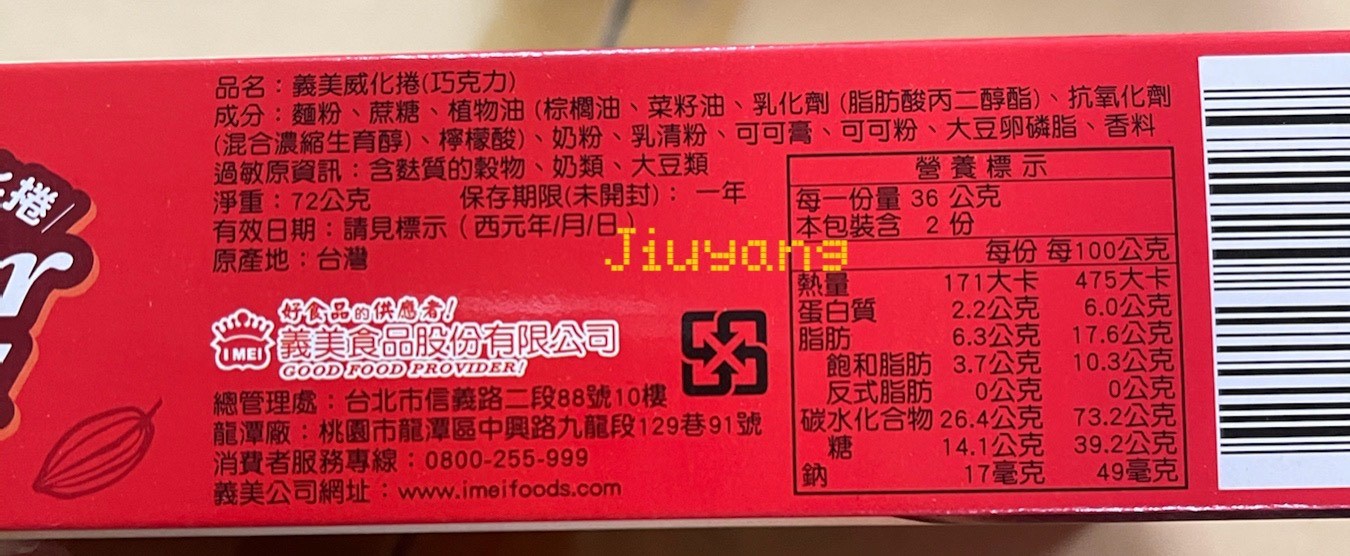 品名：義美威化捲(巧克力)
成分：麵粉、蔗糖、植物油 (棕櫚油、菜籽油、乳化劑 (脂肪酸丙二醇酯)、抗氧化劑
(混合濃縮生育醇)、檸檬酸)、奶粉、乳清粉、可可膏、可可粉、大豆卵磷脂、香料
過敏原資訊：含麩質的穀物、奶類、大豆類
淨重：72公克 保存期限(未開封)：一年
有效日期：請見標示 (西元年/月/日)
原產地：台灣
Jiuyang
好食品的供應者!
IMEI
義美食品股份有限公司
GOOD FOOD PROVIDER!
總管理處：台北市信義路二段88號10樓
龍潭廠：桃園市龍潭區中興路九龍段129巷91號
消費者服務專線：0800-255-999
義美公司網址：www.imeifoods.com
營養標示
每一份量 36 公克
本包裝含 2 份
每份 每100公克
熱量 171大卡 475大卡
蛋白質 2.2公克 6.0公克
脂肪 6.3公克 17.6公克
飽和脂肪 3.7公克 10.3公克
反式脂肪 0公克 0公克
碳水化合物 26.4公克 73.2公克
糖 14.1公克 39.2公克
鈉 17毫克 49毫克
捲